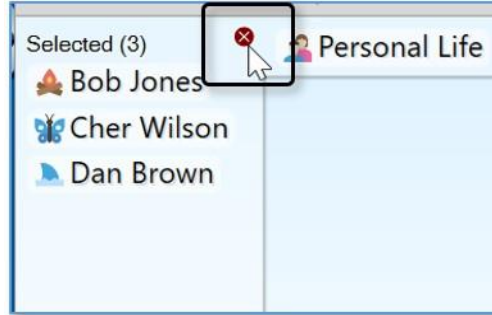 Selected (3)
Personal Life
Bob Jones
Cher Wilson
Dan Brown